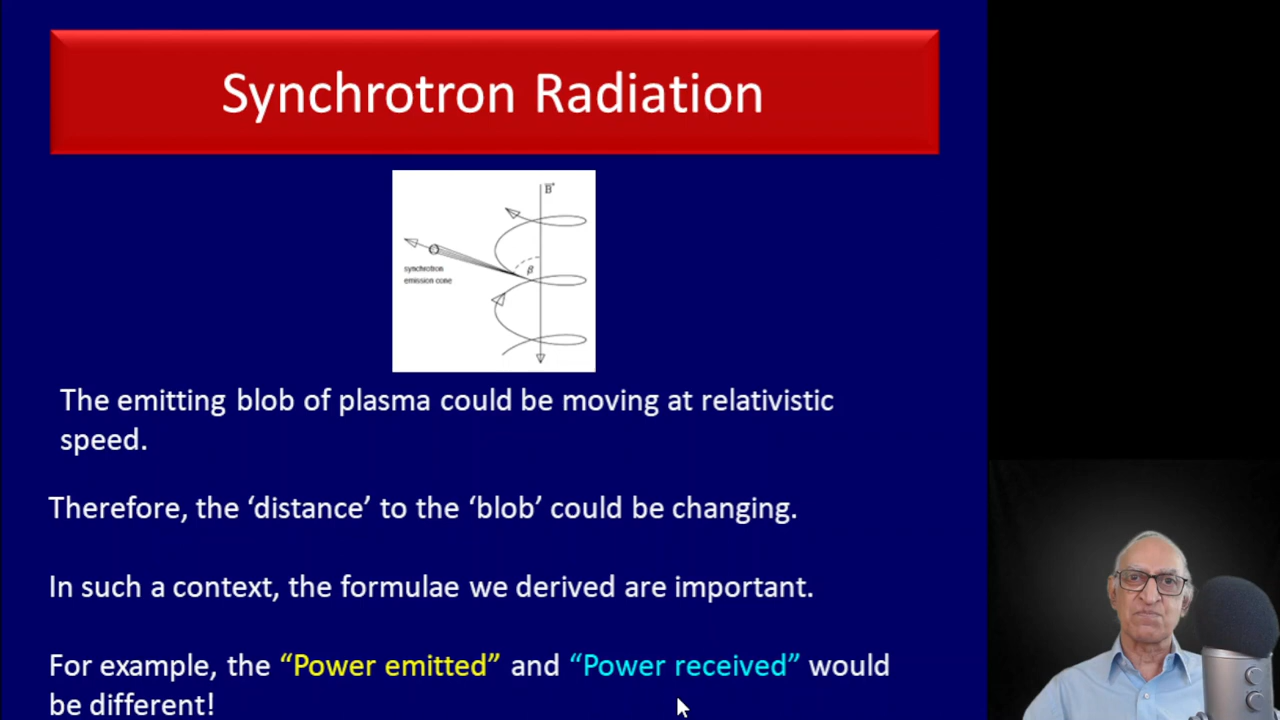 Synchrotron Radiation
B
synchrotron
emission cone
β
The emitting blob of plasma could be moving at relativistic
speed.
Therefore, the ‘distance’ to the ‘blob’ could be changing.
In such a context, the formulae we derived are important.
For example, the “Power emitted” and “Power received” would
be different!